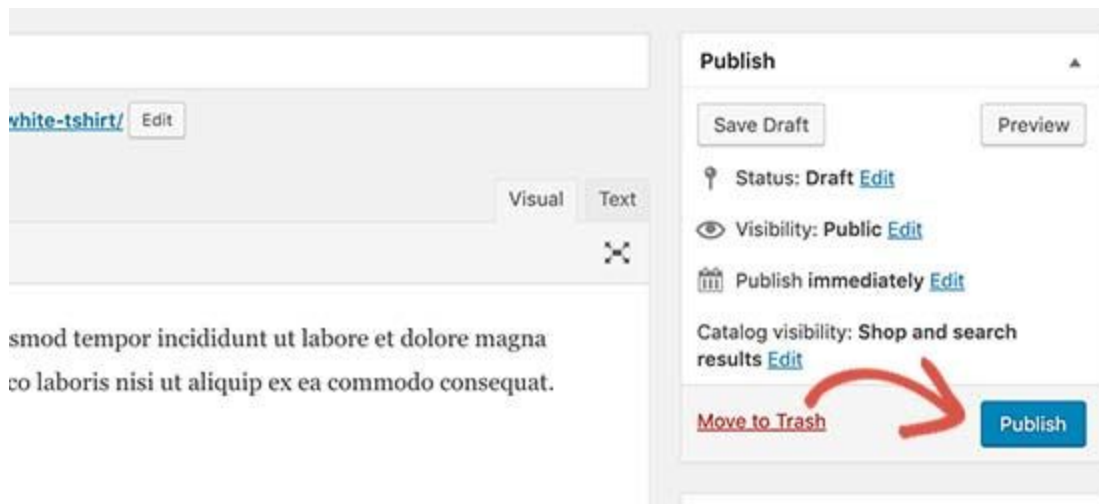 white-tshirt/ Edit
Visual Text
smod tempor incididunt ut labore et dolore magna
co laboris nisi ut aliquip ex ea commodo consequat.
Publish
Save Draft Preview
Status: Draft Edit
Visibility: Public Edit
Publish immediately Edit
Catalog visibility: Shop and search
results Edit
Move to Trash Publish